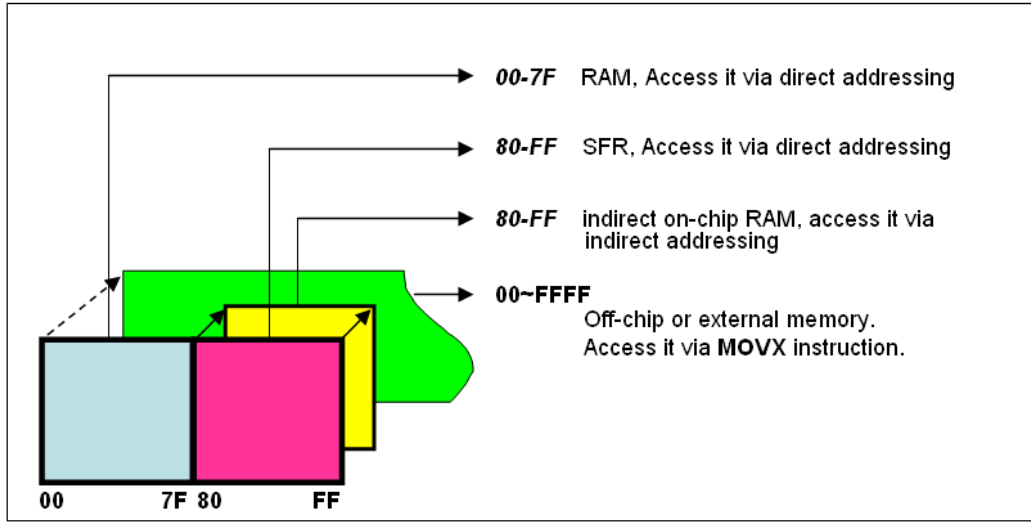 00-7F RAM, Access it via direct addressing
80-FF SFR, Access it via direct addressing
80-FF indirect on-chip RAM, access it via
indirect addressing
00~FFFF
Off-chip or external memory.
Access it via MOVX instruction.
00 7F 80 FF